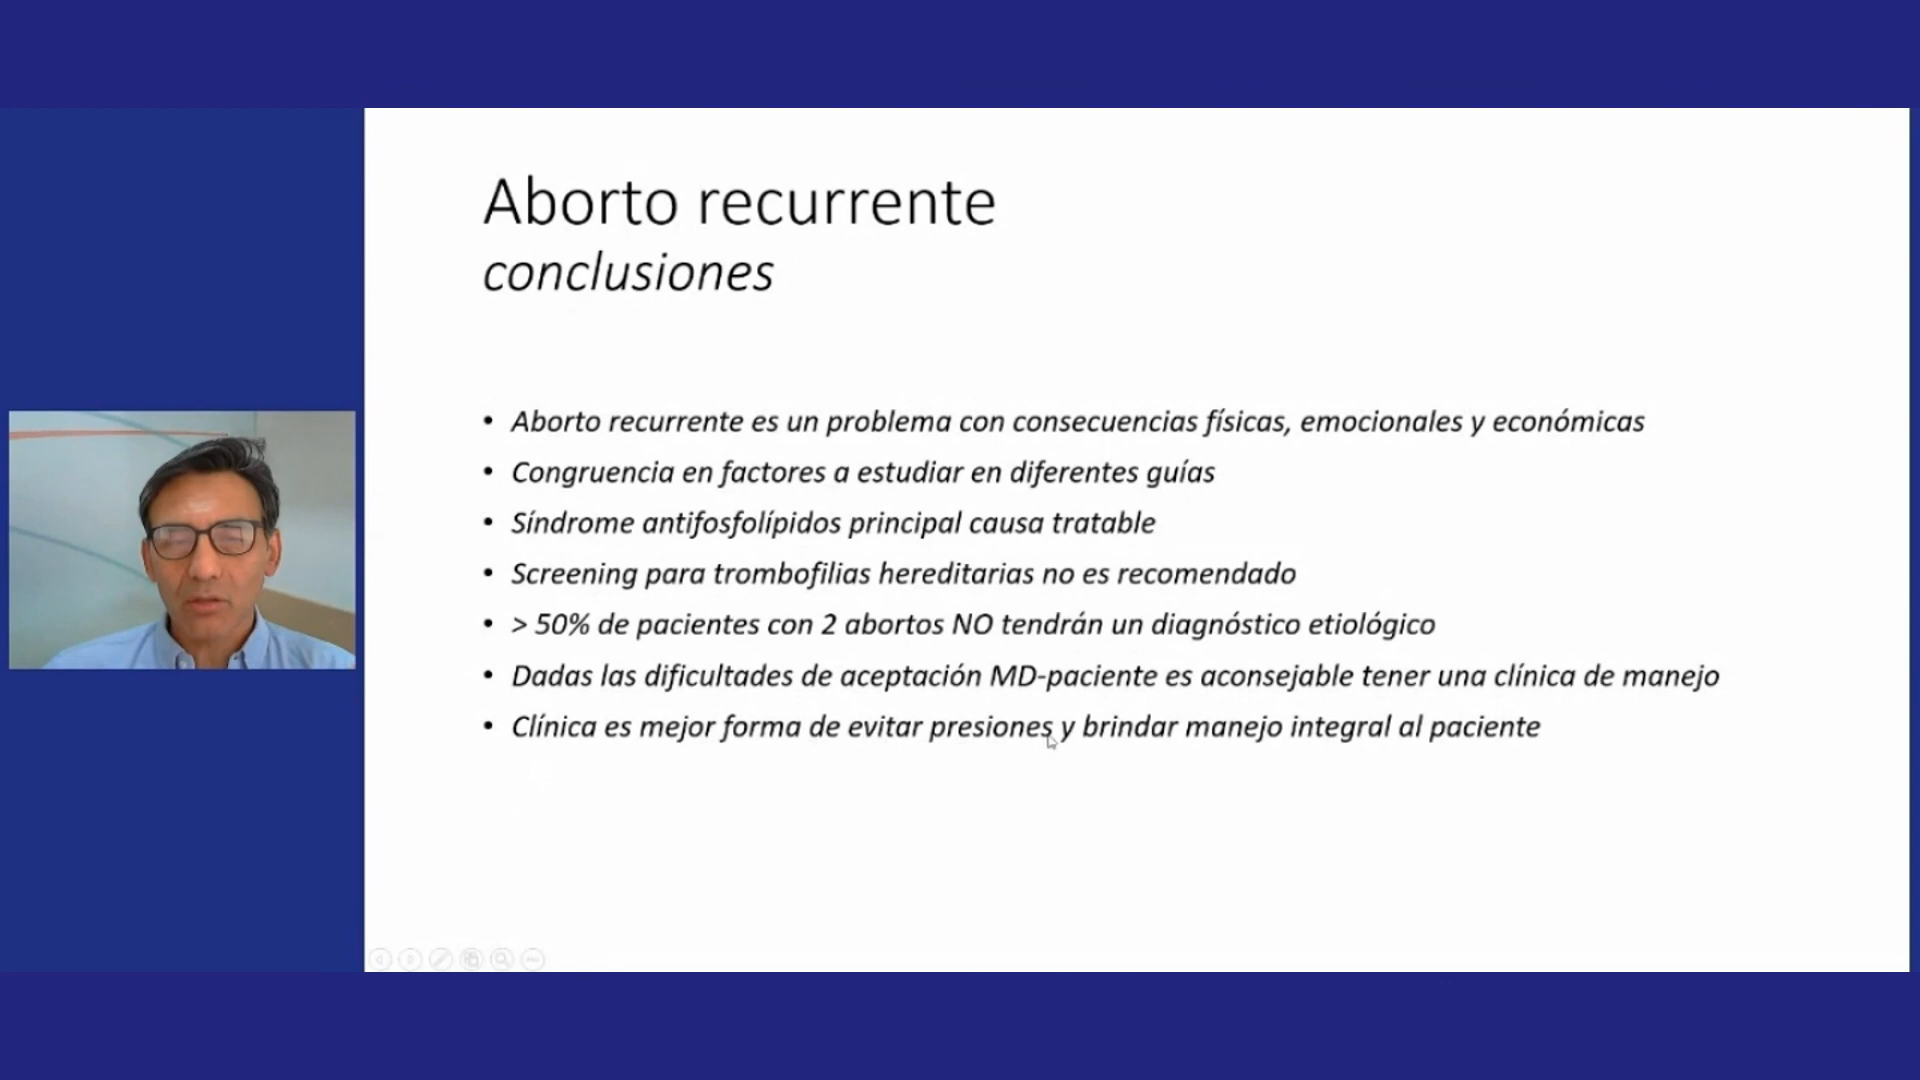 Aborto recurrente
conclusiones
• Aborto recurrente es un problema con consecuencias físicas, emocionales y económicas
• Congruencia en factores a estudiar en diferentes guías
• Síndrome antifosfolípidos principal causa tratable
• Screening para trombofilias hereditarias no es recomendado
• > 50% de pacientes con 2 abortos NO tendrán un diagnóstico etiológico
• Dadas las dificultades de aceptación MD-paciente es aconsejable tener una clínica de manejo
• Clínica es mejor forma de evitar presiones y brindar manejo integral al paciente